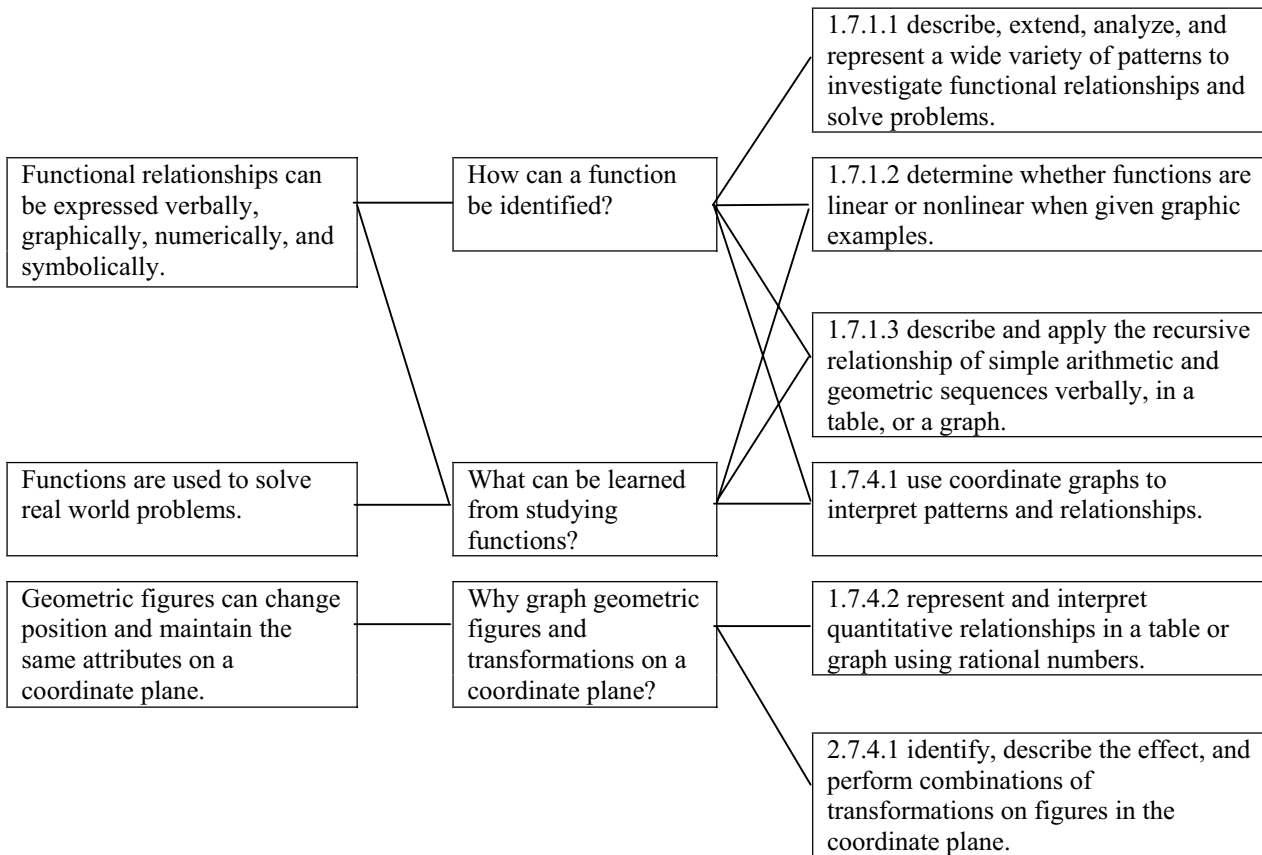 1.7.1.1 describe, extend, analyze, and
represent a wide variety of patterns to
investigate functional relationships and
solve problems.
Functional relationships can
be expressed verbally,
graphically, numerically, and
symbolically.
How can a function
be identified?
1.7.1.2 determine whether functions are
linear or nonlinear when given graphic
examples.
1.7.1.3 describe and apply the recursive
relationship of simple arithmetic and
geometric sequences verbally, in a
table, or a graph.
Functions are used to solve
real world problems.
What can be learned
from studying
functions?
1.7.4.1 use coordinate graphs to
interpret patterns and relationships.
Geometric figures can change
position and maintain the
same attributes on a
coordinate plane.
Why graph geometric
figures and
transformations on a
coordinate plane?
1.7.4.2 represent and interpret
quantitative relationships in a table or
graph using rational numbers.
2.7.4.1 identify, describe the effect, and
perform combinations of
transformations on figures in the
coordinate plane.